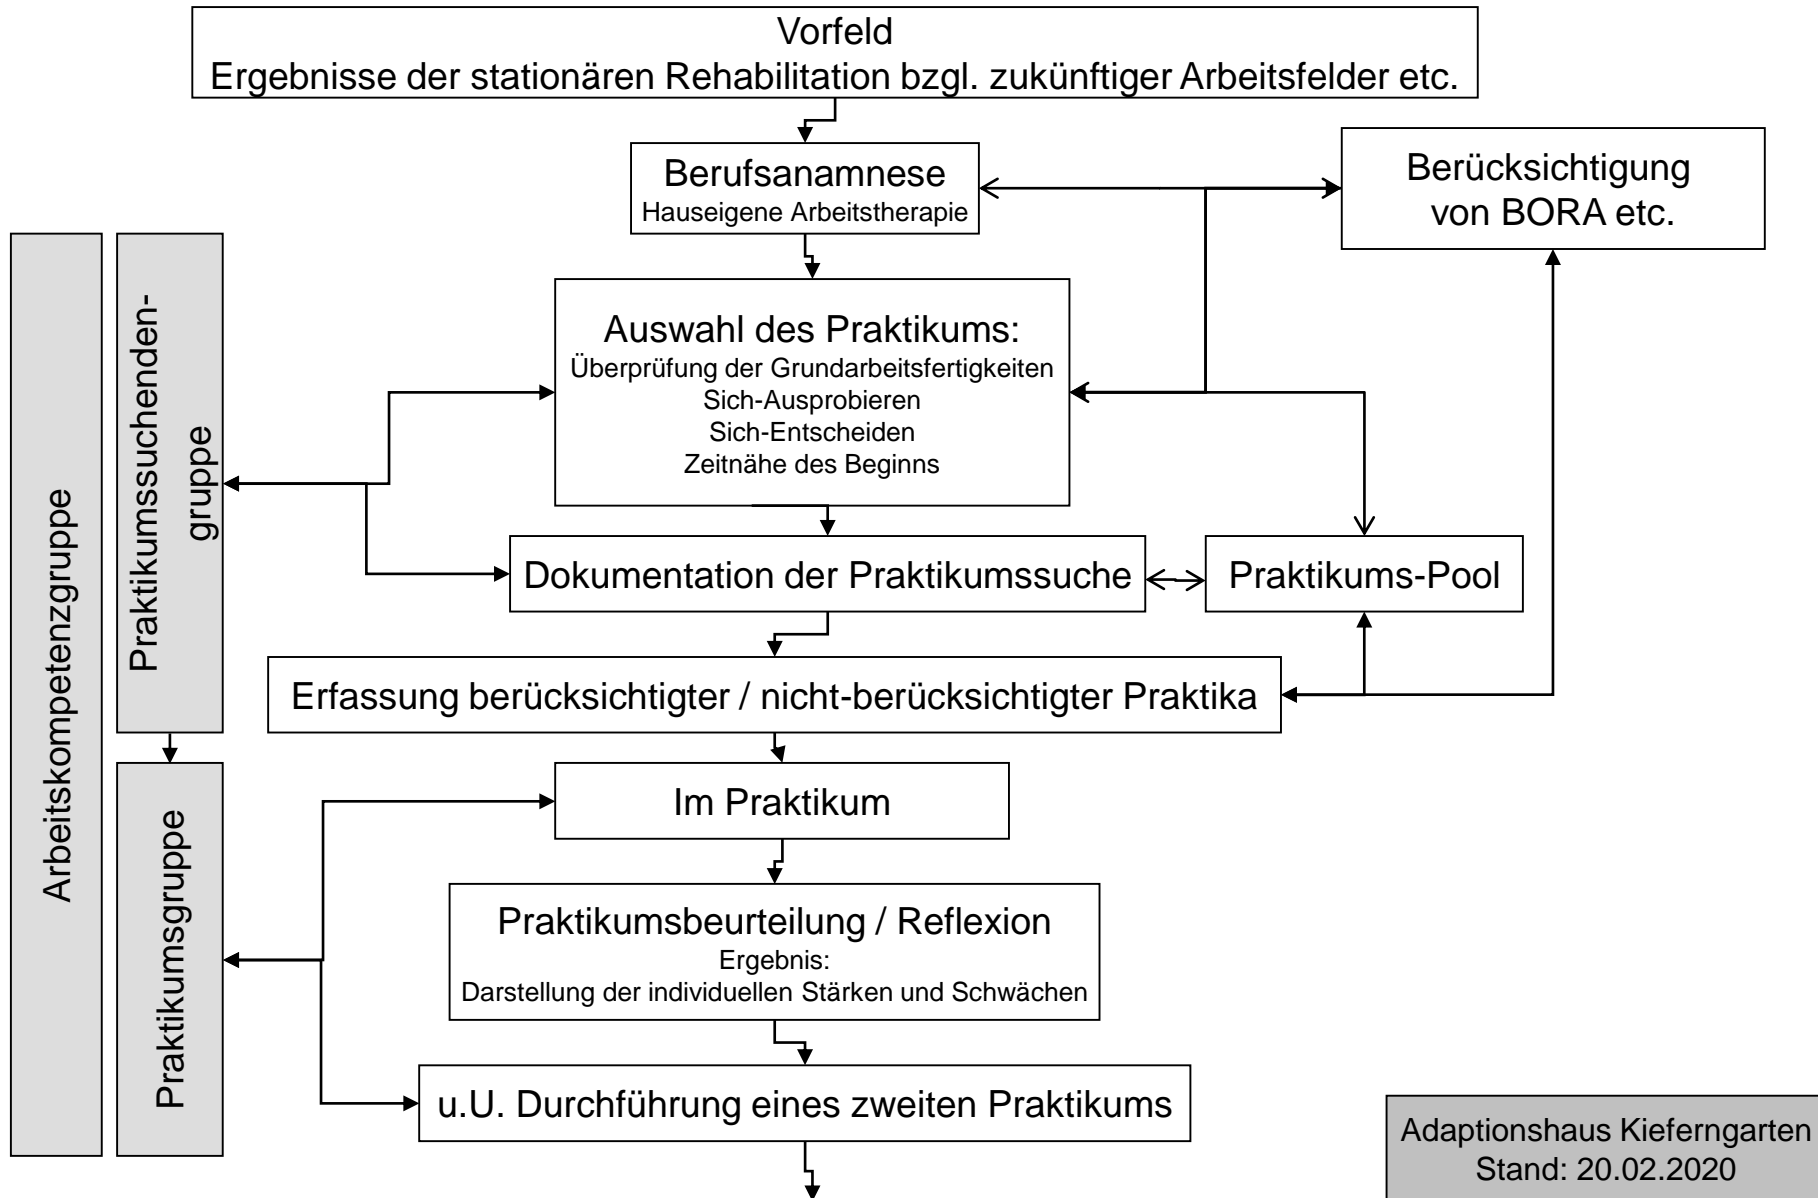 Vorfeld
Ergebnisse der stationären Rehabilitation bzgl. zukünftiger Arbeitsfelder etc.
Berufsanamnese
Hauseigene Arbeitstherapie
Berücksichtigung
von BORA etc.
Arbeitskompetenzgruppe
Praktikumssuchenden-
gruppe
Auswahl des Praktikums:
Überprüfung der Grundarbeitsfertigkeiten
Sich-Ausprobieren
Sich-Entscheiden
Zeitnähe des Beginns
Dokumentation der Praktikumssuche
Praktikums-Pool
Erfassung berücksichtigter / nicht-berücksichtigter Praktika
Praktikumsgruppe
Im Praktikum
Praktikumsbeurteilung / Reflexion
Ergebnis:
Darstellung der individuellen Stärken und Schwächen
u.U. Durchführung eines zweiten Praktikums
Adaptionshaus Kieferngarten
Stand: 20.02.2020